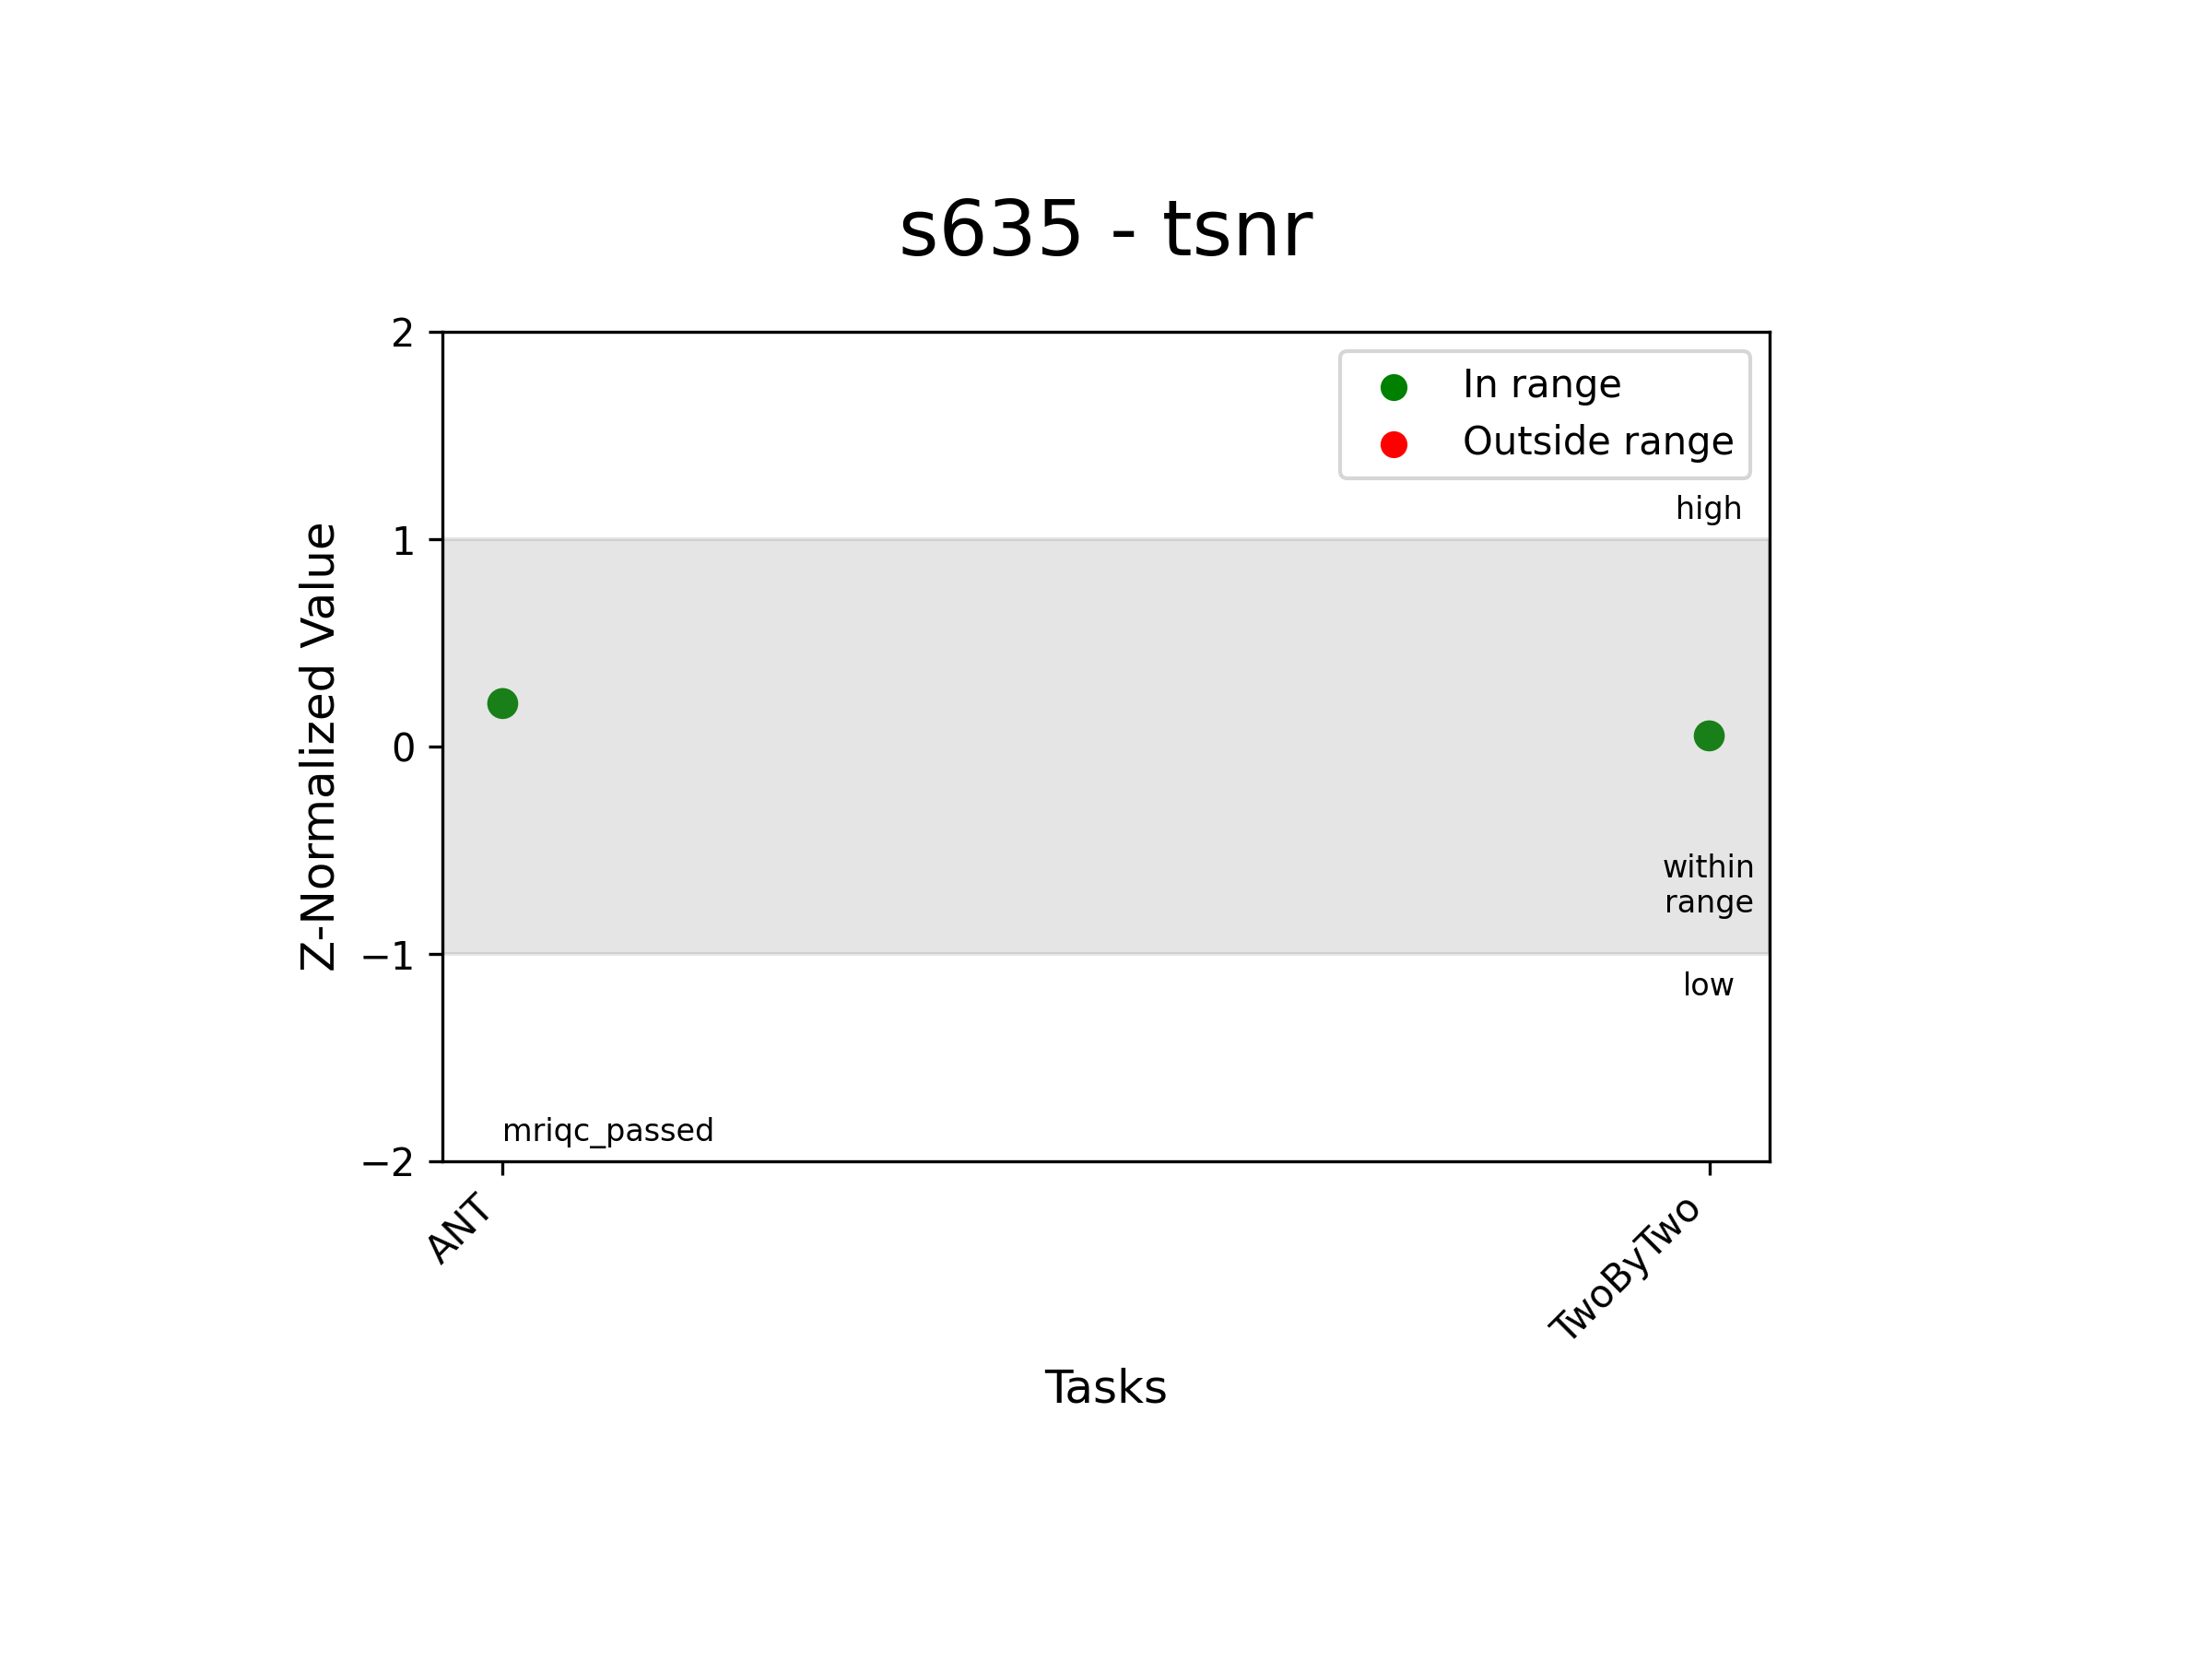 s635 - tsnr
2
In range
Outside range
high
1
Z-Normalized Value
0
within
range
−1
low
mriqc_passed
−2
ANT
TwoByTwo
Tasks